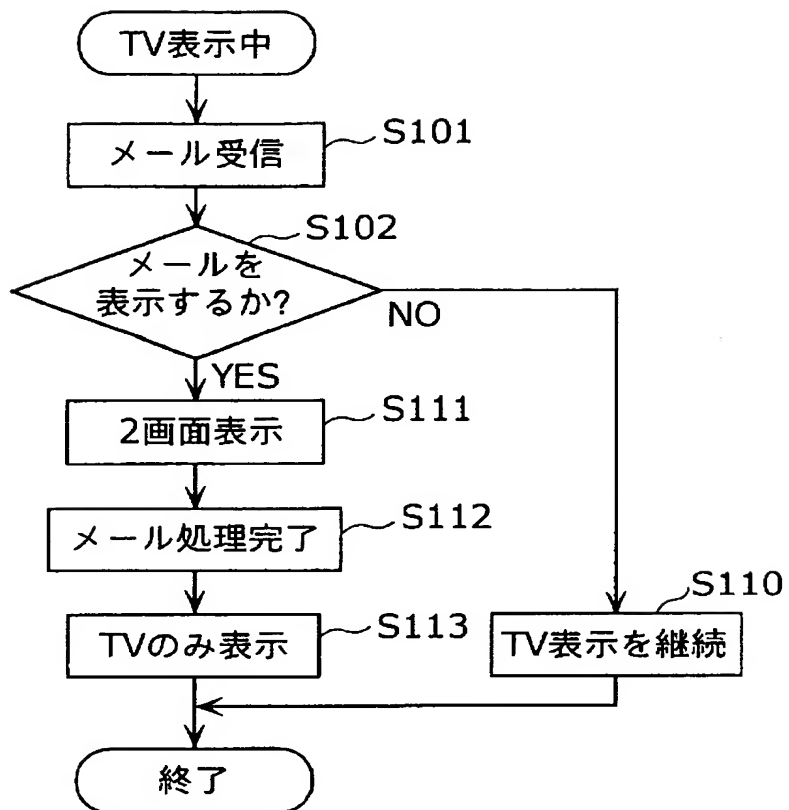 TV表示中
メール受信
S101
S102
メールを
表示するか?
NO
YES
2画面表示
S111
メール処理完了
S112
TVのみ表示
S113
S110
TV表示を継続
終了